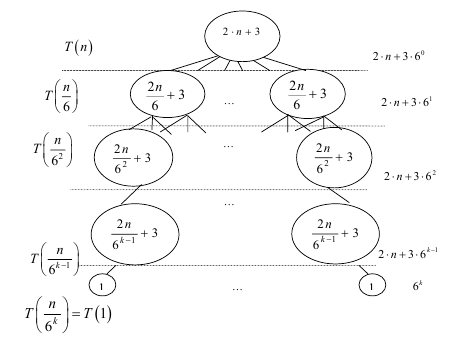 2 · n + 3
T(n)
2 · n + 3 · 6^0
T(n/6)
2n/6 + 3
...
2n/6 + 3
2 · n + 3 · 6^1
T(n/6^2)
2n/6^2 + 3
...
2n/6^2 + 3
2 · n + 3 · 6^2
...
2n/6^{k-1} + 3
2n/6^{k-1} + 3
T(n/6^{k-1})
2 · n + 3 · 6^{k-1}
1
...
1
6^k
T(n/6^k) = T(1)